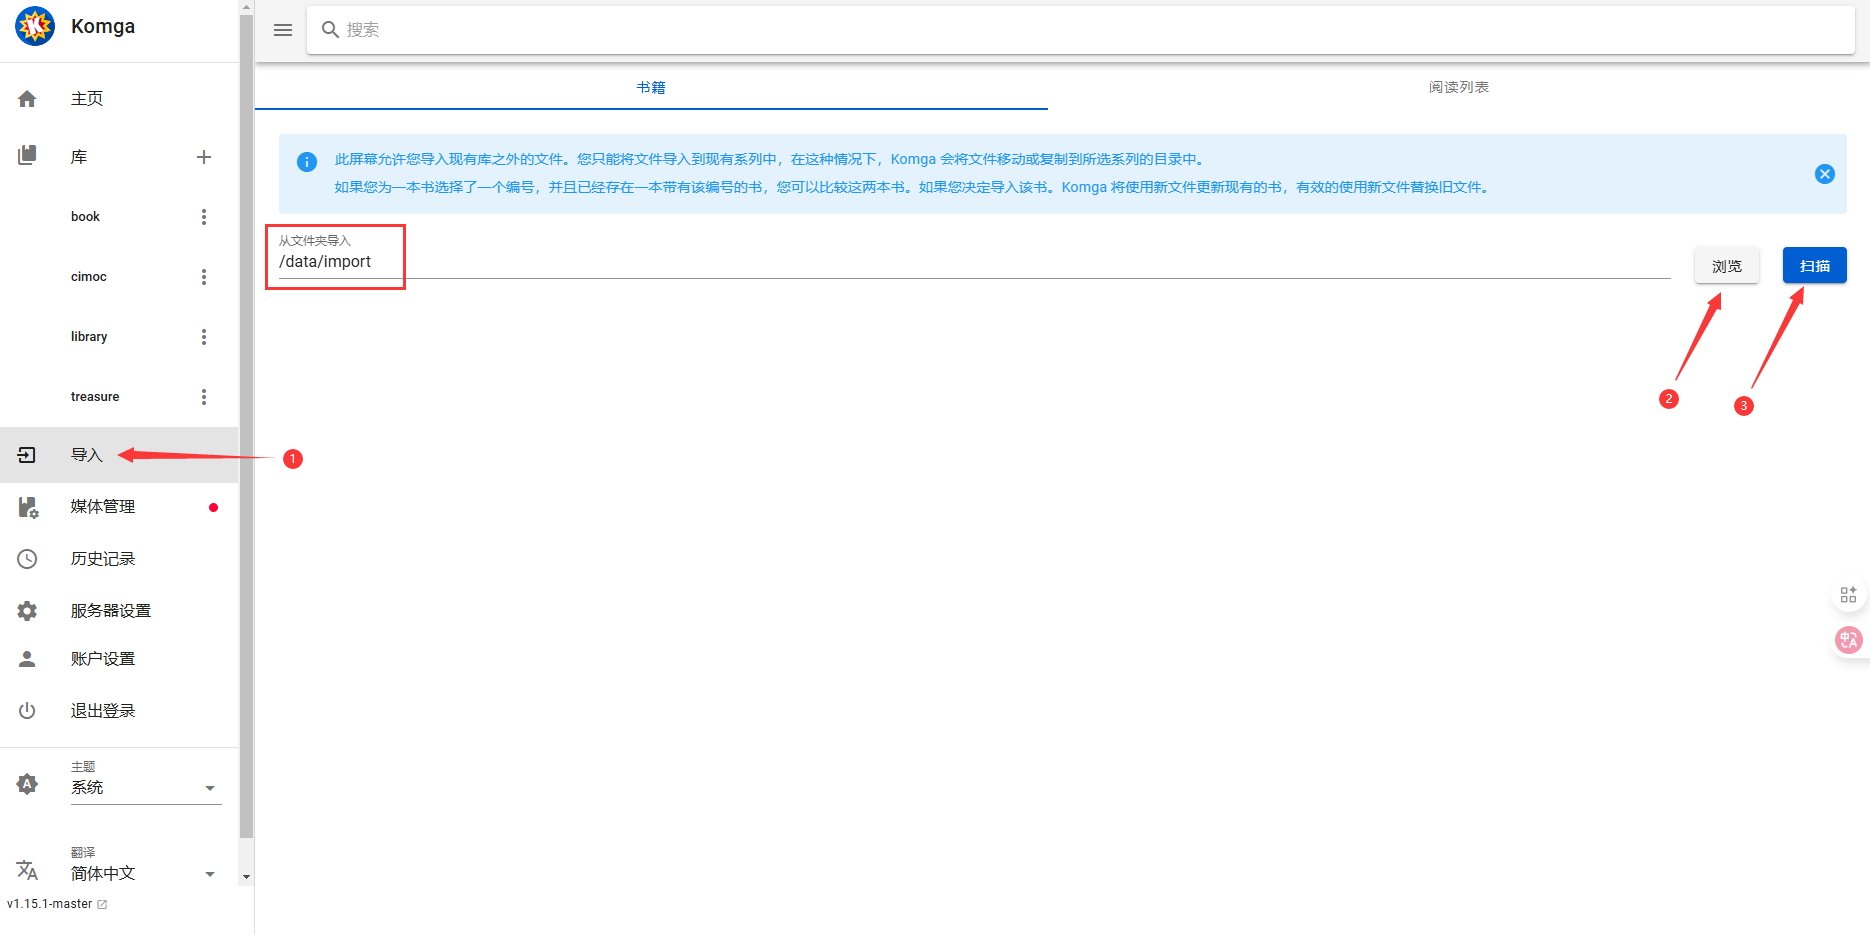 Komga
主页
库
book
cimoc
library
treasure
导入
媒体管理
历史记录
服务器设置
账户设置
退出登录
主题
系统
翻译
简体中文
v1.15.1-master
搜索
书籍
阅读列表
此屏幕允许您导入现有库之外的文件。您只能将文件导入到现有系列中，在这种情况下，Komga 会将文件移动或复制到所选系列的目录中。
如果您为一本书选择了一个编号，并且已经存在一本带有该编号的书，您可以比较这两本书。如果您决定导入该书。Komga 将使用新文件更新现有的书，有效的使用新文件替换旧文件。
从文件夹导入
/data/import
浏览
扫描
1
2
3